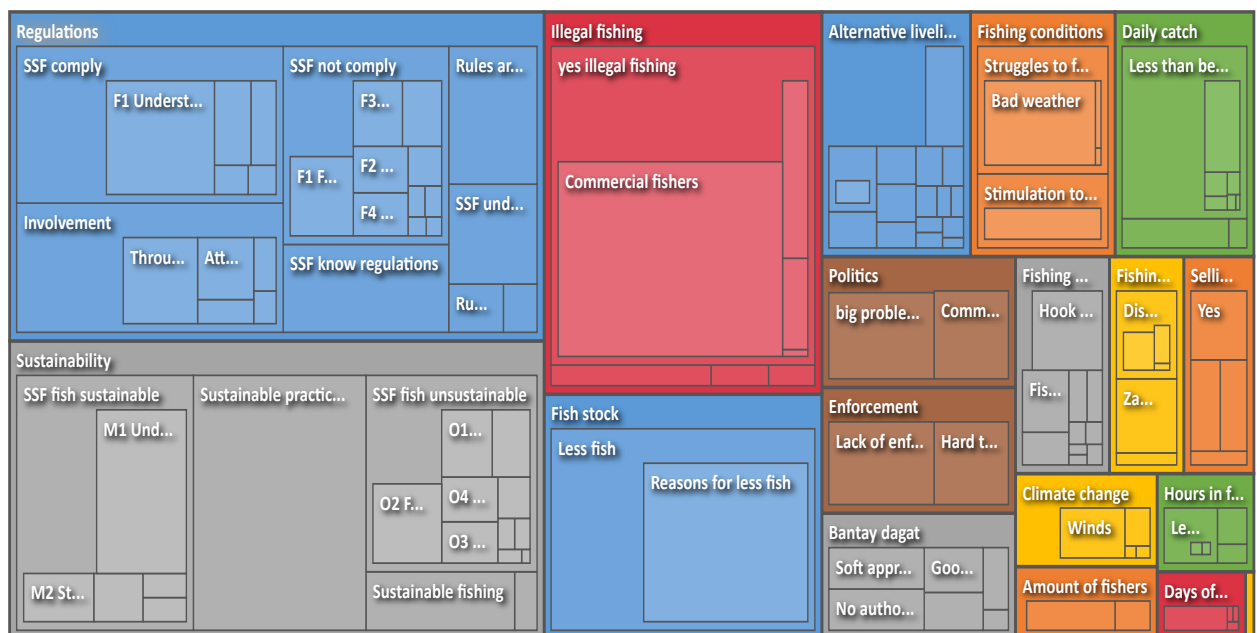 Regulations
SSF comply
F1 Underst...
SSF not comply
F3...
F1 F...
F2 ...
F4 ...
Rules ar...
SSF und...
Ru...
Involvement
Throu...
Att...
SSF know regulations
Sustainability
SSF fish sustainable
M1 Und...
M2 St...
Sustainable practic...
SSF fish unsustainable
O1...
O2 F...
O4 ...
O3 ...
Sustainable fishing
Illegal fishing
yes illegal fishing
Commercial fishers
Fish stock
Less fish
Reasons for less fish
Alternative liveli...
Fishing conditions
Struggles to f...
Bad weather
Stimulation to...
Daily catch
Less than be...
Politics
big proble...
Comm...
Enforcement
Lack of enf...
Hard t...
Bantay dagat
Soft appr...
Goo...
No autho...
Fishing ...
Hook ...
Fis...
Fishin...
Dis...
Za...
Selli...
Yes
Climate change
Winds
Hours in f...
Le...
Amount of fishers
Days of...